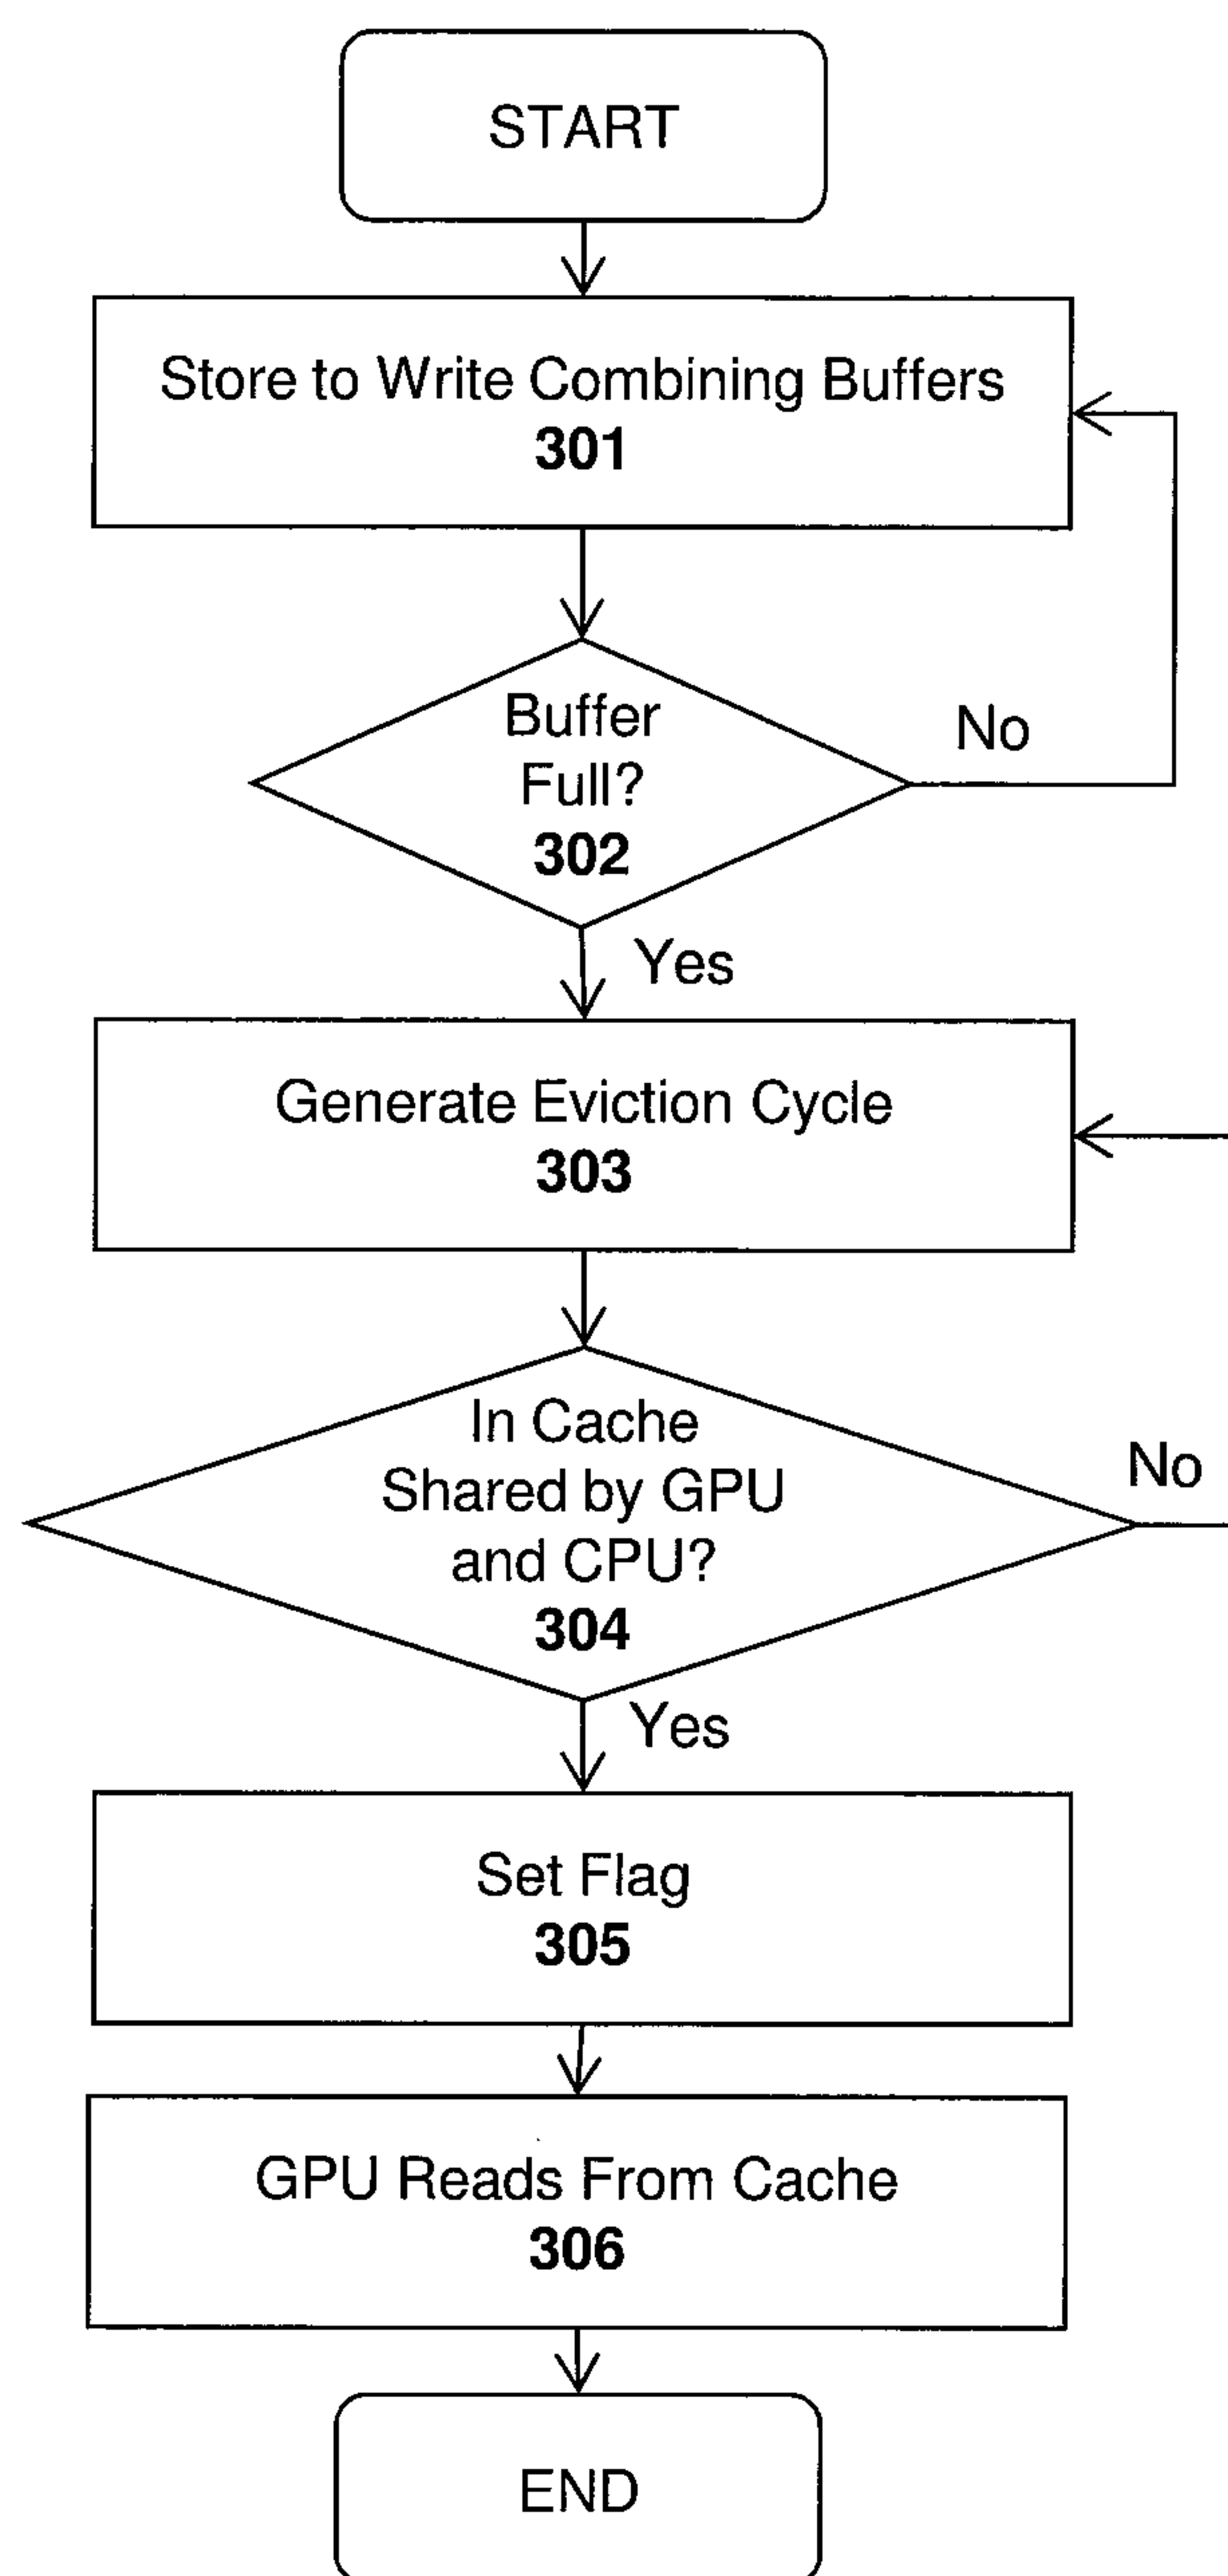 START
Store to Write Combining Buffers
301
Buffer
Full?
302
No
Yes
Generate Eviction Cycle
303
In Cache
Shared by GPU
and CPU?
304
No
Yes
Set Flag
305
GPU Reads From Cache
306
END